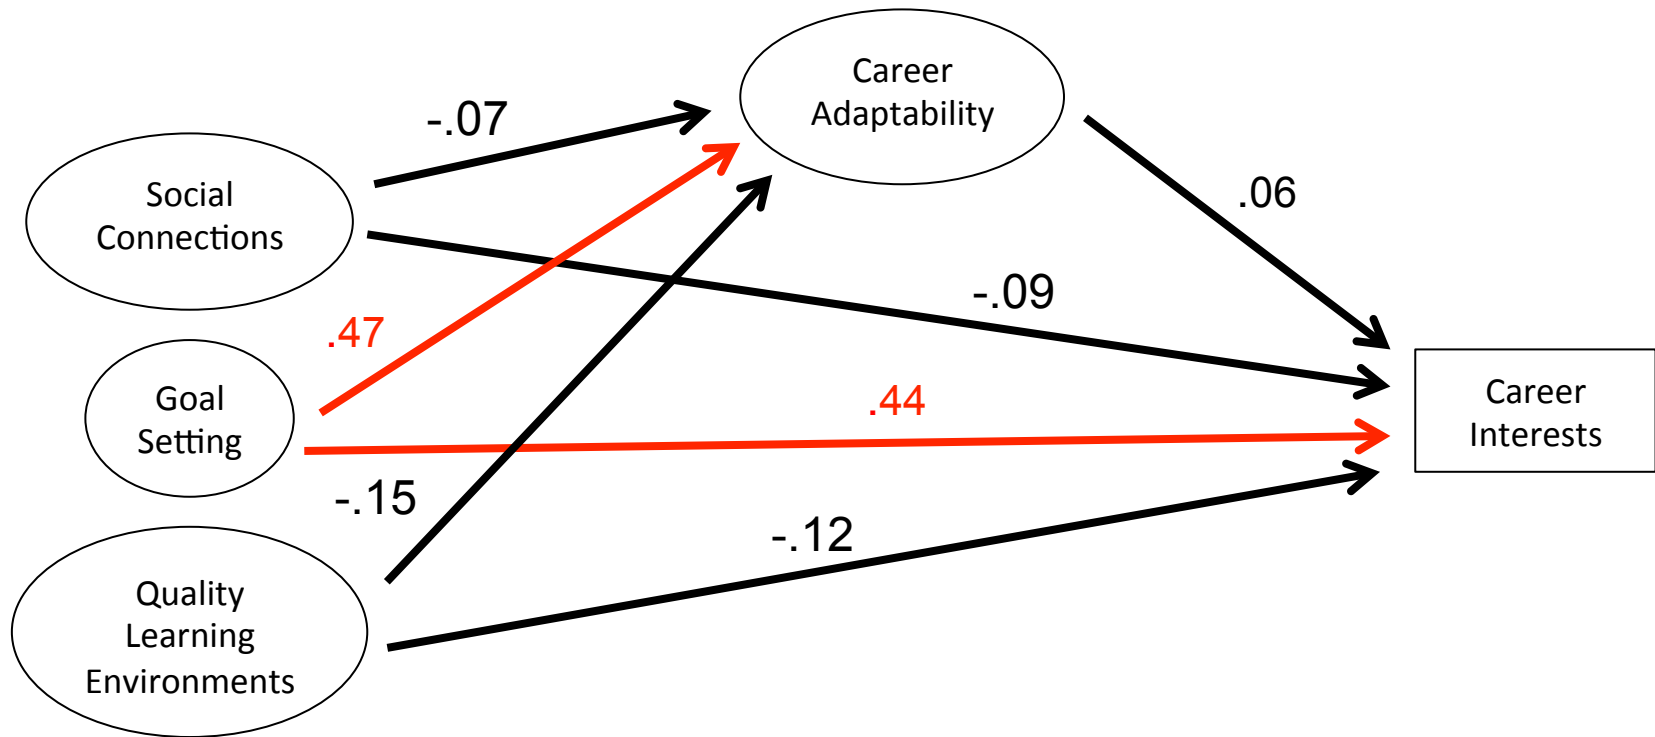 Career
Adaptability
-.07
Social
Connections
.06
-.09
.47
Goal
Setting
.44
Career
Interests
-.15
-.12
Quality
Learning
Environments